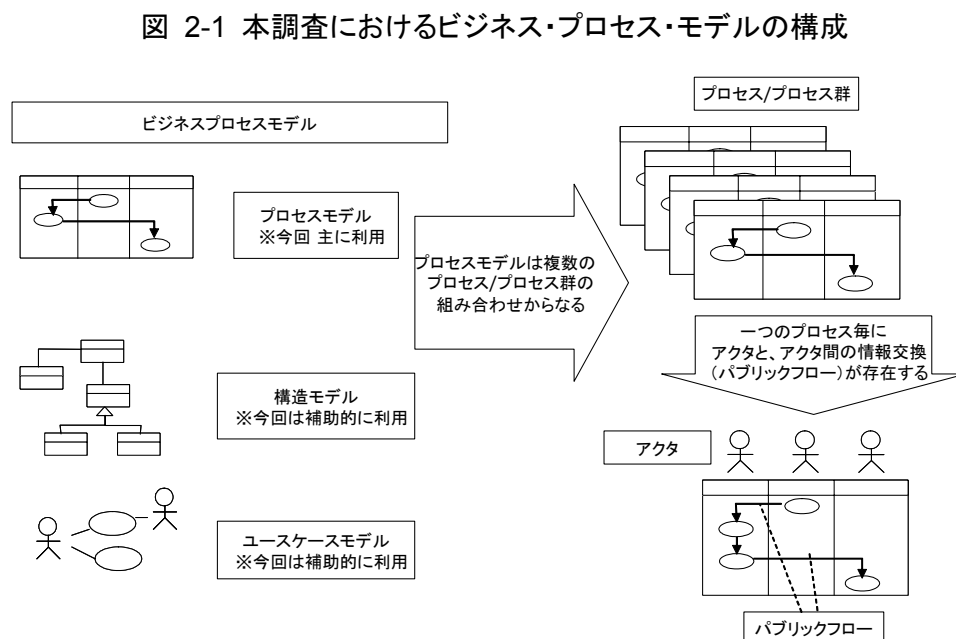 図 2-1 本調査におけるビジネス・プロセス・モデルの構成
ビジネスプロセスモデル
プロセスモデル
※今回 主に利用
構造モデル
※今回は補助的に利用
ユースケースモデル
※今回は補助的に利用
プロセスモデルは複数の
プロセス/プロセス群の
組み合わせからなる
プロセス/プロセス群
一つのプロセス毎に
アクタと、アクタ間の情報交換
(パブリックフロー)が存在する
アクタ
パブリックフロー